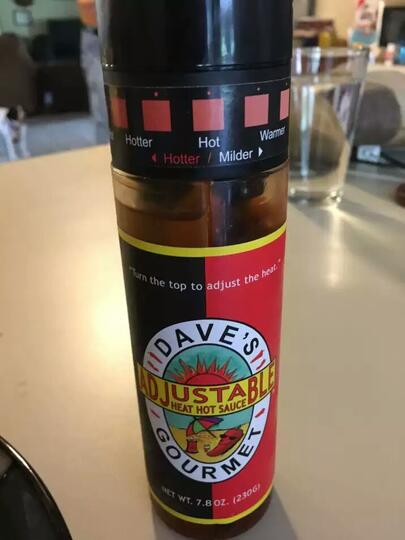 Hotter Hot Warmer
Hotter / Milder
"Turn the top to adjust the heat."
DAVE'S
ADJUSTABLE
HEAT HOT SAUCE
GOURMET
NET WT. 7.8 OZ. (230G)